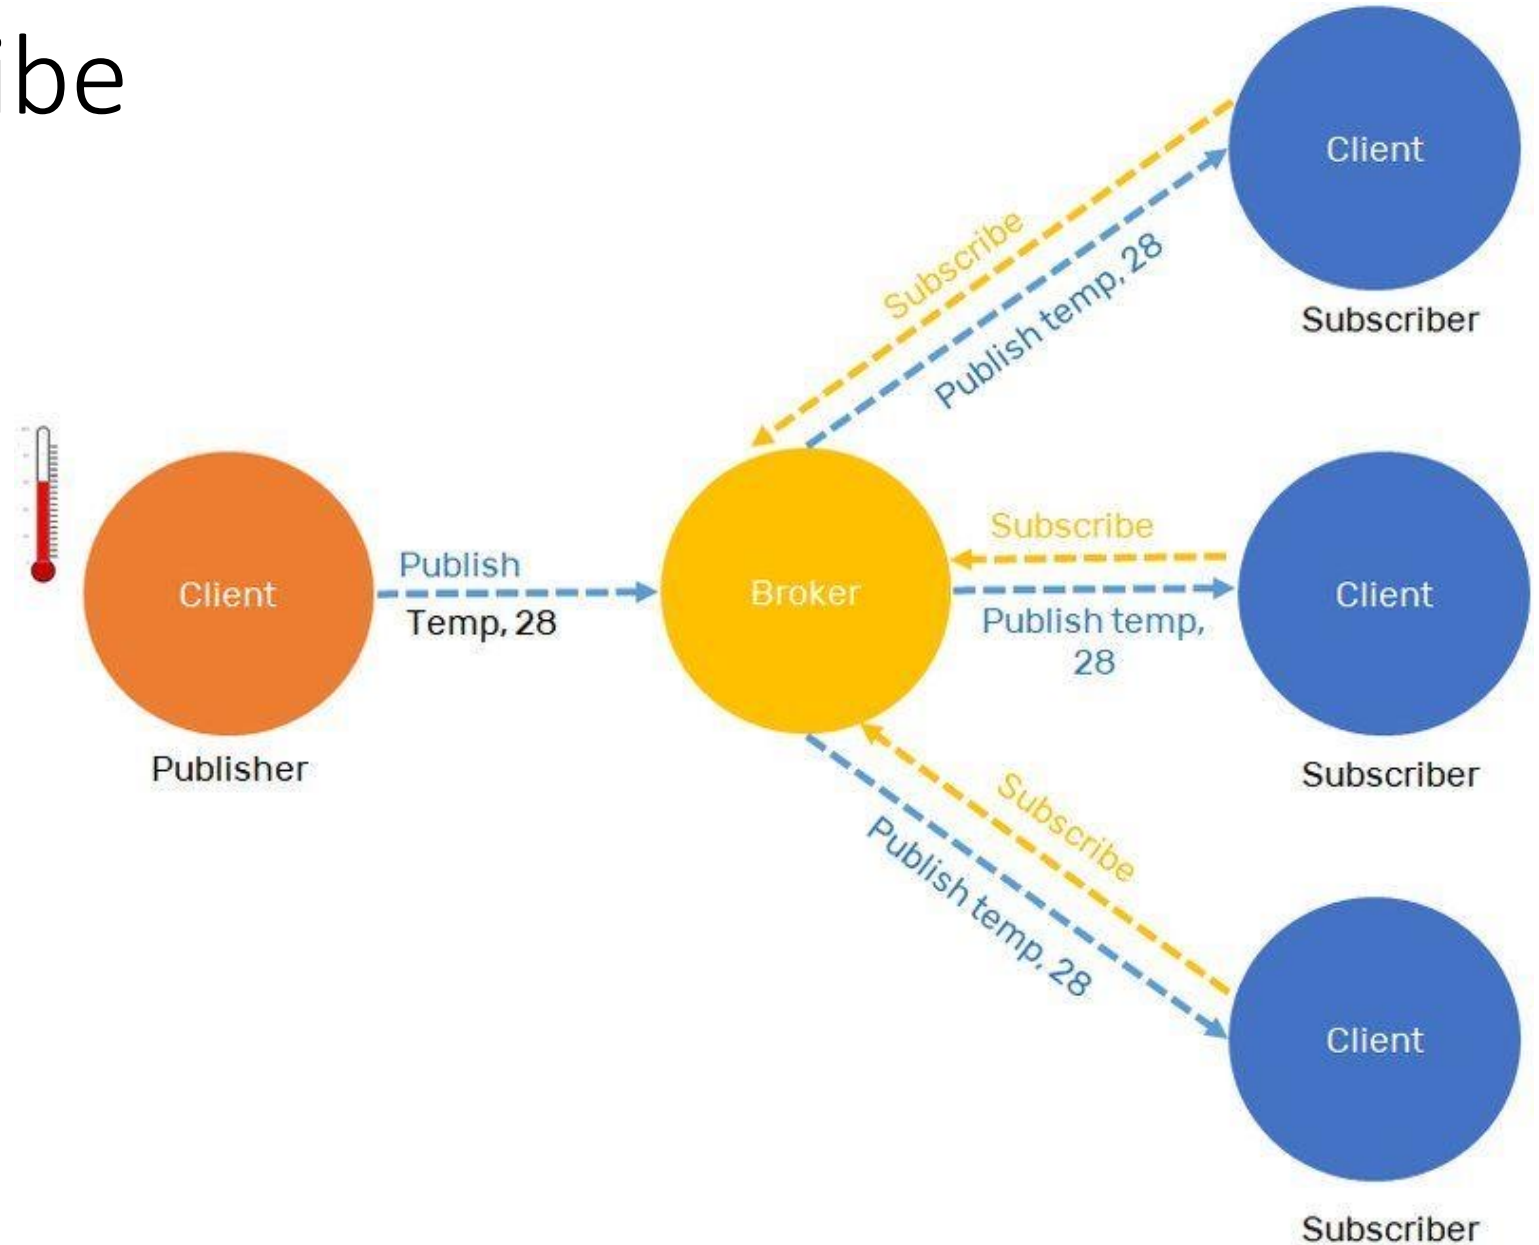 ibe
Client
Subscribe
Publish temp, 28
Subscriber
Client
Publisher
Publish
Temp, 28
Broker
Subscribe
Publish temp,
28
Client
Subscriber
Subscribe
Publish temp, 28
Client
Subscriber